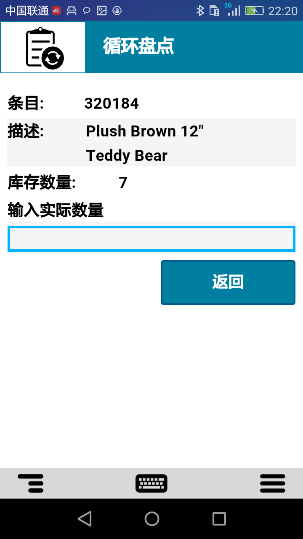 中国联通 2G 22:20
循环盘点
条目: 320184
描述: Plush Brown 12"
Teddy Bear
库存数量: 7
输入实际数量
返回